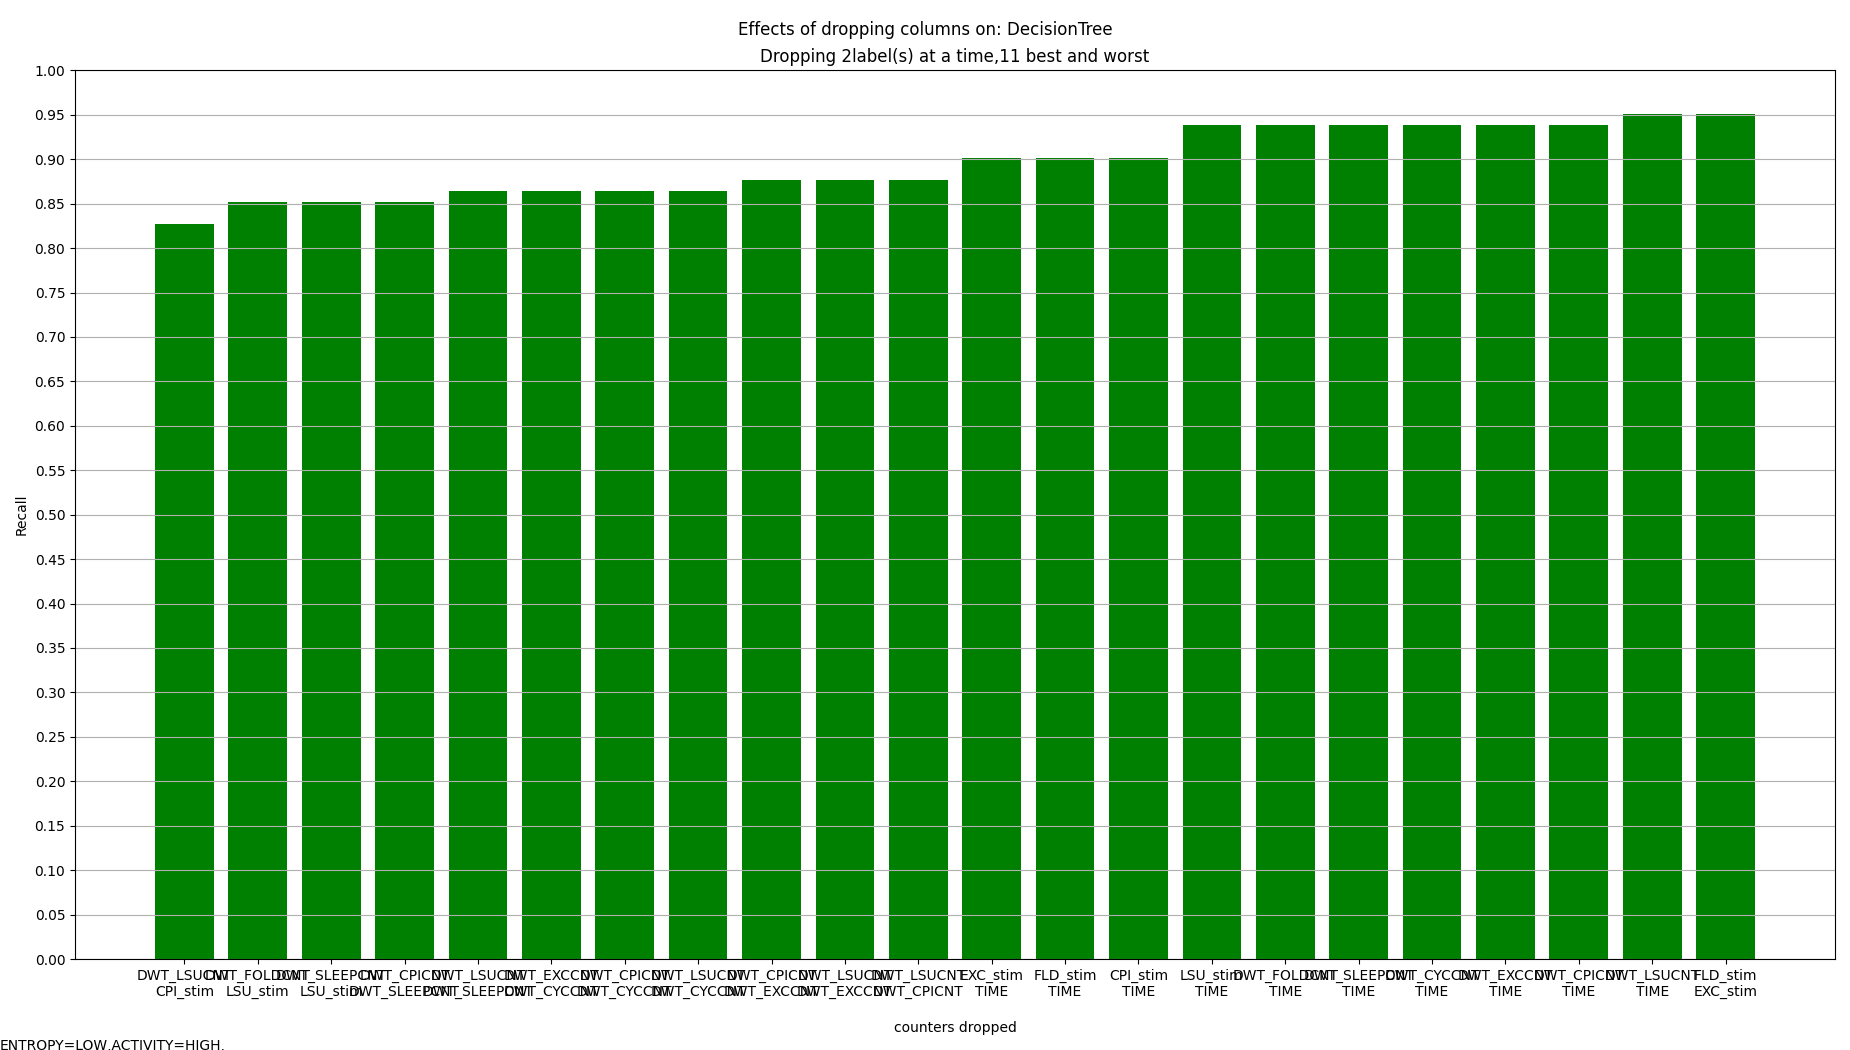 Effects of dropping columns on: DecisionTree
Dropping 2label(s) at a time,11 best and worst
1.00
0.95
0.90
0.85
0.80
0.75
0.70
0.65
0.60
0.55
0.50
0.45
0.40
0.35
0.30
0.25
0.20
0.15
0.10
0.05
0.00
Recall
DWT_LSUCNT
CPI_stim
DWT_FOLDCNT
LSU_stim
DWT_SLEEPCNT
LSU_stim
DWT_CPICNT
DWT_SLEEPCNT
DWT_LSUCNT
DWT_SLEEPCNT
DWT_EXCCNT
DWT_CYCCNT
DWT_CPICNT
DWT_CYCCNT
DWT_LSUCNT
DWT_CYCCNT
DWT_CPICNT
DWT_EXCCNT
DWT_LSUCNT
DWT_EXCCNT
DWT_LSUCNT
DWT_CPICNT
EXC_stim
TIME
FLD_stim
TIME
CPI_stim
TIME
LSU_stim
TIME
DWT_FOLDCNT
TIME
DWT_SLEEPCNT
TIME
DWT_CYCCNT
TIME
DWT_EXCCNT
TIME
DWT_CPICNT
TIME
DWT_LSUCNT
TIME
FLD_stim
EXC_stim
counters dropped
ENTROPY=LOW,ACTIVITY=HIGH,